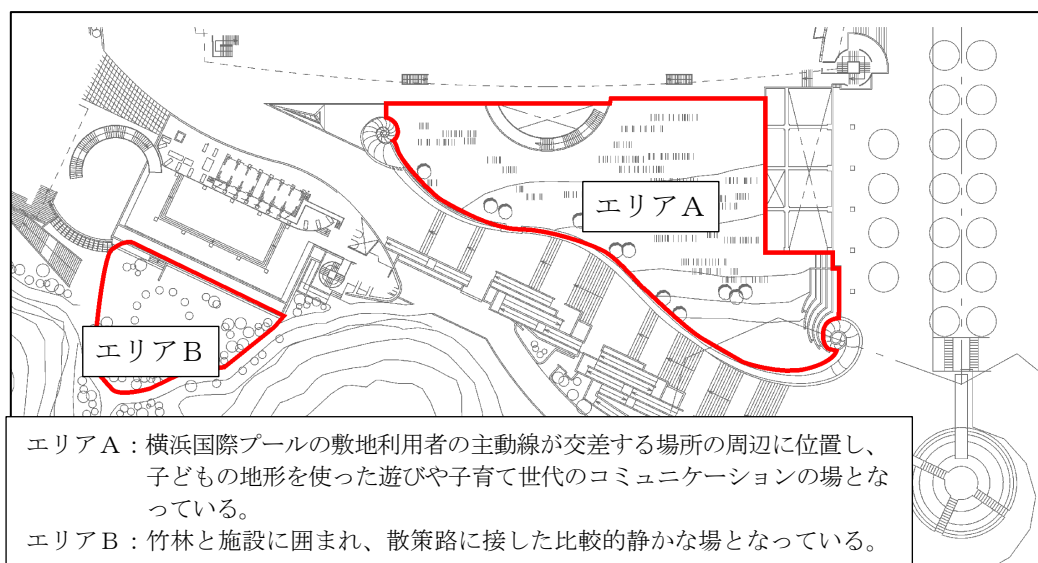 エリアA
エリアB
エリアA：横浜国際プールの敷地利用者の主動線が交差する場所の周辺に位置し、
子どもの地形を使った遊びや子育て世代のコミュニケーションの場とな
っている。
エリアB：竹林と施設に囲まれ、散策路に接した比較的静かな場となっている。